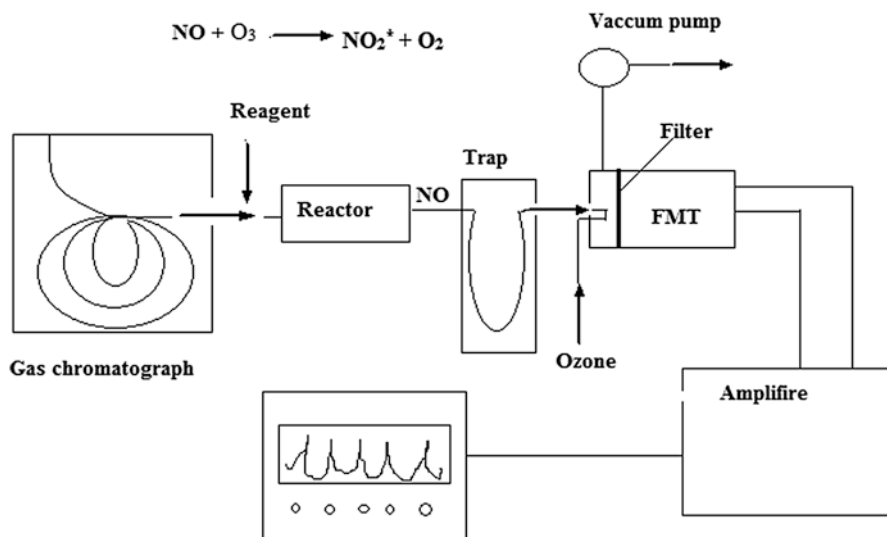 NO + O₃ → NO₂* + O₂
Vaccum pump
Reagent
Filter
Trap
NO
Reactor
FMT
Gas chromatograph
Ozone
Amplifire